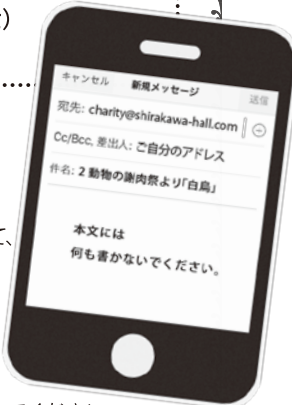 キャンセル 新規メッセージ 送信
宛先: charity@shirakawa-hall.com
Cc/Bcc, 差出人: ご自分のアドレス
件名: 2 動物の謝肉祭より「白鳥」
本文には
何も書かないでください。